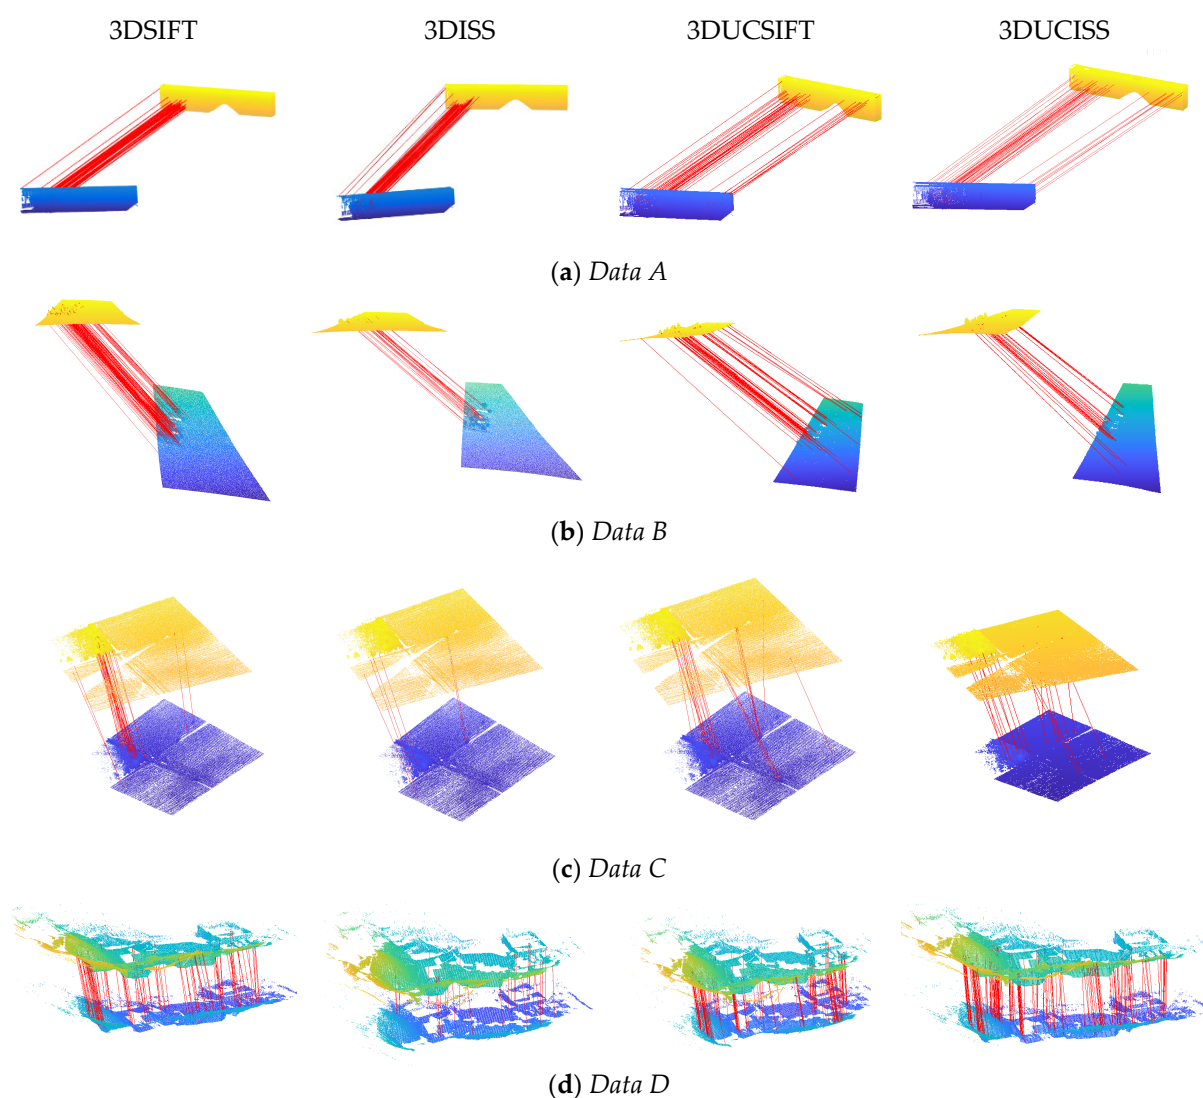 3DSIFT 3DISS 3DUCSIFT 3DUCISS
(a) Data A
(b) Data B
(c) Data C
(d) Data D